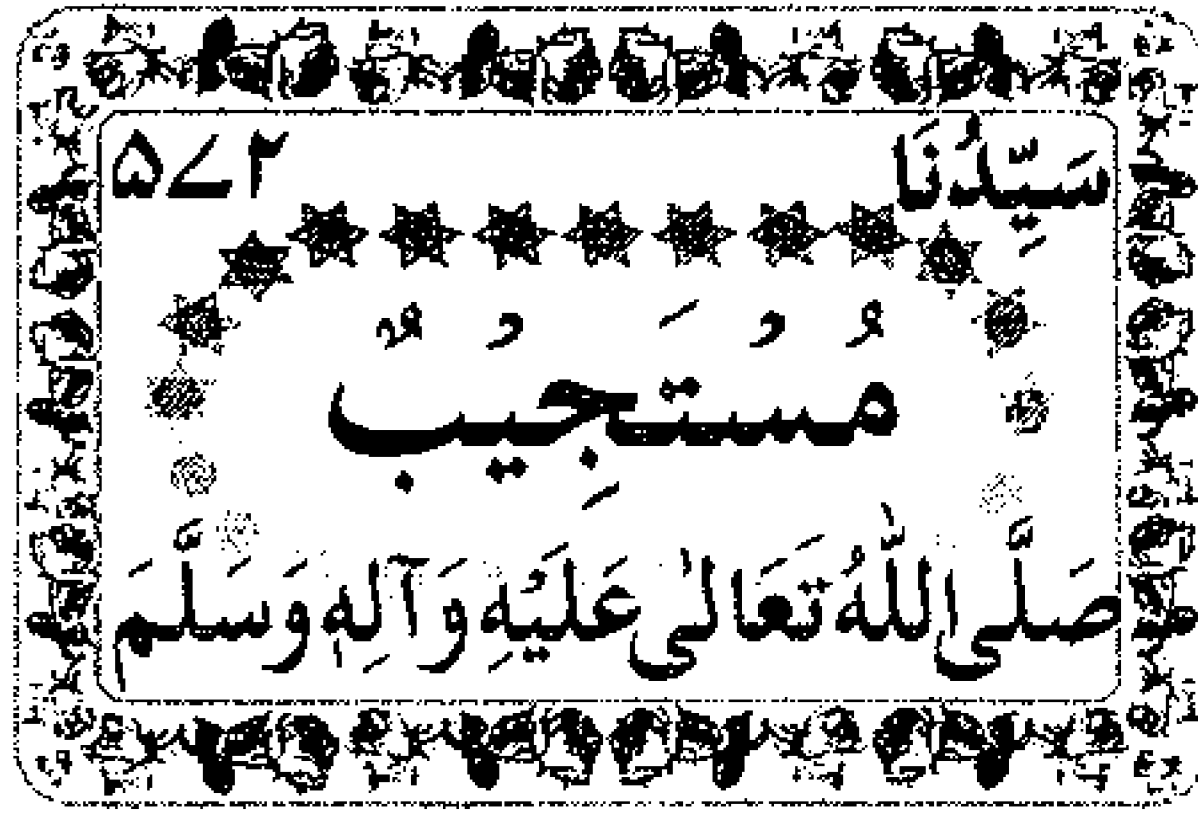 سَيِّدُنَا ۵۷۲
مُسْتَجِيْبٌ
صَلَّى اللّٰهُ تَعَالٰى عَلَيْهِ وَآلِهٖ وَسَلَّمَ